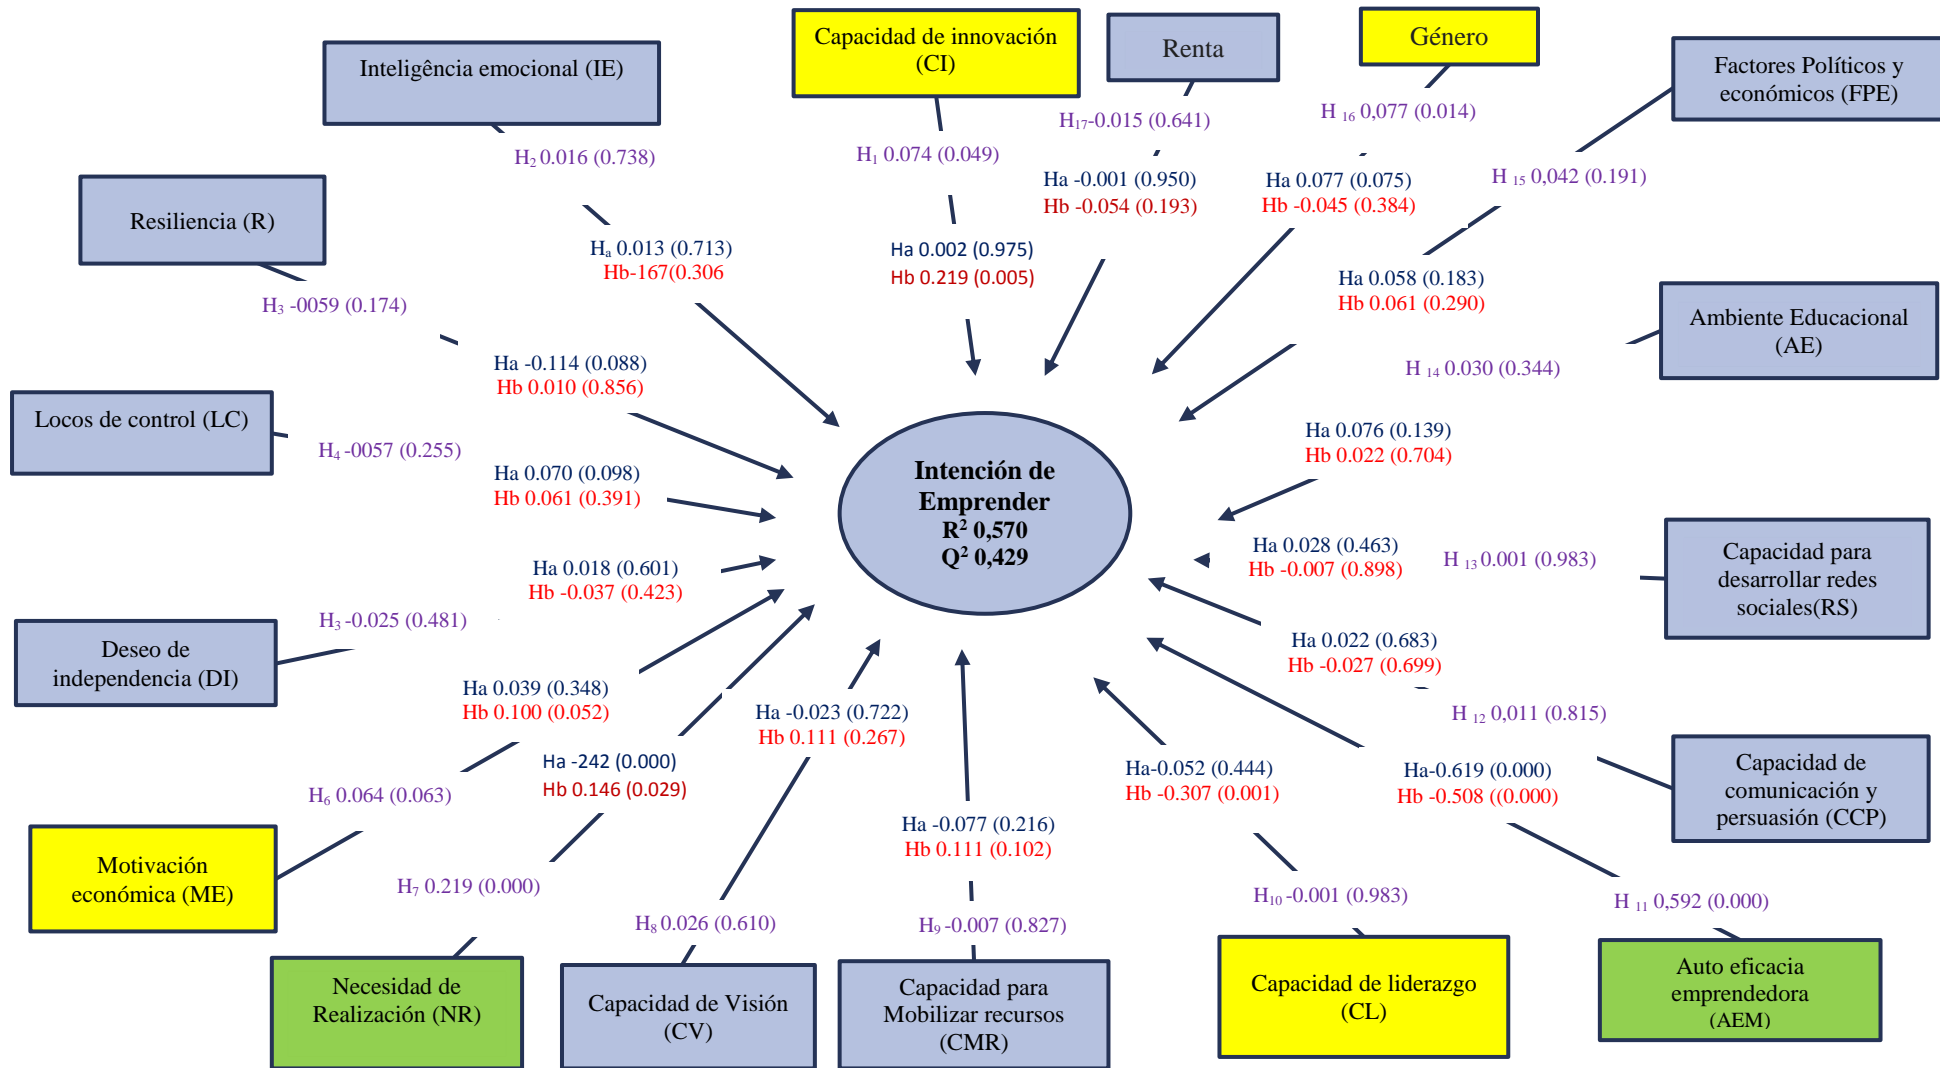 Capacidad de innovación
(CI)
Renta
Género
Inteligência emocional (IE)
Factores Políticos y
económicos (FPE)
H₂ 0.016 (0.738)
H₁ 0.074 (0.049)
H₁₇-0.015 (0.641)
H ₁₆ 0,077 (0.014)
H ₁₅ 0,042 (0.191)
Resiliencia (R)
Hₐ 0.013 (0.713)
Hb-167(0.306
Ha 0.002 (0.975)
Hb 0.219 (0.005)
Ha -0.001 (0.950)
Hb -0.054 (0.193)
Ha 0.077 (0.075)
Hb -0.045 (0.384)
Ha 0.058 (0.183)
Hb 0.061 (0.290)
H₃ -0059 (0.174)
Ha -0.114 (0.088)
Hb 0.010 (0.856)
Ambiente Educacional
(AE)
H ₁₄ 0.030 (0.344)
Ha 0.076 (0.139)
Hb 0.022 (0.704)
Locos de control (LC)
H₄ -0057 (0.255)
Ha 0.070 (0.098)
Hb 0.061 (0.391)
Intención de
Emprender
R² 0,570
Q² 0,429
Ha 0.028 (0.463)
Hb -0.007 (0.898)
H ₁₃ 0.001 (0.983)
Capacidad para
desarrollar redes
sociales(RS)
Ha 0.018 (0.601)
Hb -0.037 (0.423)
H₃-0.025 (0.481)
Deseo de
independencia (DI)
Ha 0.022 (0.683)
Hb -0.027 (0.699)
H ₁₂ 0,011 (0.815)
Capacidad de
comunicación y
persuasión (CCP)
Ha 0.039 (0.348)
Hb 0.100 (0.052)
H₆ 0.064 (0.063)
Motivación
económica (ME)
Ha -242 (0.000)
Hb 0.146 (0.029)
H₇ 0.219 (0.000)
Necesidad de
Realización (NR)
Ha -0.023 (0.722)
Hb 0.111 (0.267)
H₈ 0.026 (0.610)
Capacidad de Visión
(CV)
Ha -0.077 (0.216)
Hb 0.111 (0.102)
H₉ -0.007 (0.827)
Capacidad para
Mobilizar recursos
(CMR)
Ha-0.052 (0.444)
Hb -0.307 (0.001)
H₁₀ -0.001 (0.983)
Capacidad de liderazgo
(CL)
Ha-0.619 (0.000)
Hb -0.508 ((0.000)
H ₁₁ 0,592 (0.000)
Auto eficacia
emprendedora
(AEM)